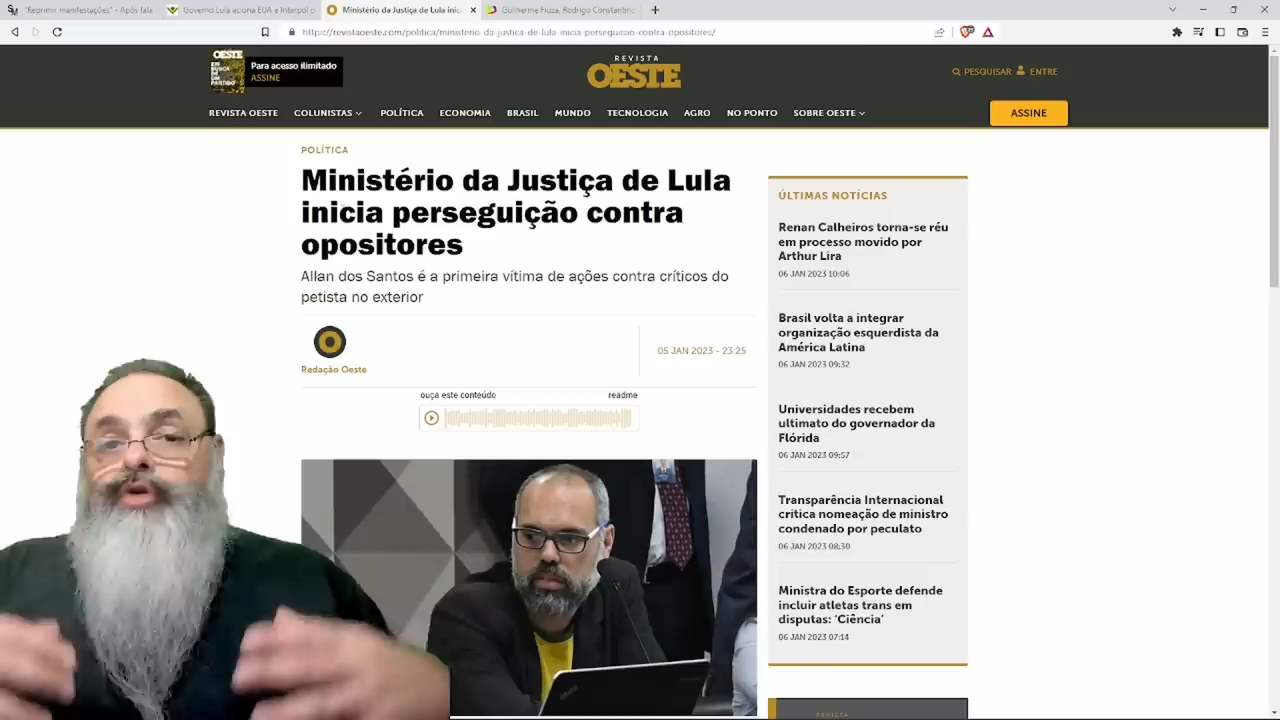 "Reprimir manifestações" - Após fala
Governo Lula aciona EUA e Interpol p
Ministério da Justiça de Lula inici
Guilherme Fiuza, Rodrigo Constantino
https://revistaoeste.com/politica/ministerio-da-justica-de-lula-inicia-perseguicao-contra-opositores/
OESTE
EM BUSCA DE UM PARTIDO
Para acesso ilimitado
ASSINE
REVISTA
OESTE
PESQUISAR
ENTRE
REVISTA OESTE
COLUNISTAS
POLÍTICA
ECONOMIA
BRASIL
MUNDO
TECNOLOGIA
AGRO
NO PONTO
SOBRE OESTE
ASSINE
POLÍTICA
Ministério da Justiça de Lula
inicia perseguição contra
opositores
Allan dos Santos é a primeira vítima de ações contra críticos do
petista no exterior
Redação Oeste
05 JAN 2023 - 23:25
ouça este conteúdo
readme
ÚLTIMAS NOTÍCIAS
Renan Calheiros torna-se réu
em processo movido por
Arthur Lira
06 JAN 2023 10:06
Brasil volta a integrar
organização esquerdista da
América Latina
06 JAN 2023 09:32
Universidades recebem
ultimato do governador da
Flórida
06 JAN 2023 09:57
Transparência Internacional
critica nomeação de ministro
condenado por peculato
06 JAN 2023 08:30
Ministra do Esporte defende
incluir atletas trans em
disputas: ‘Ciência’
06 JAN 2023 07:14
REVISTA